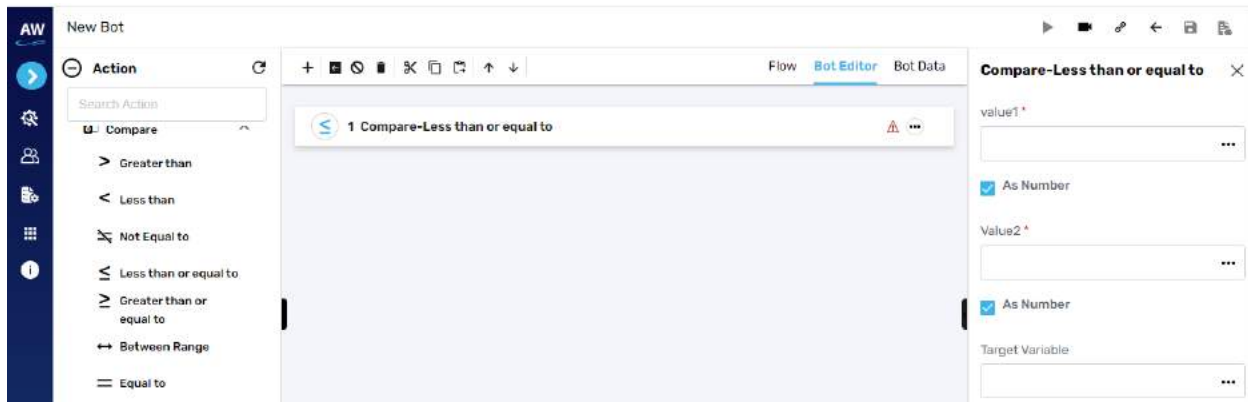 AW
New Bot
Action
Search Action
Compare
Greater than
Less than
Not Equal to
Less than or equal to
Greater than or
equal to
Between Range
Equal to
Flow Bot Editor Bot Data
1 Compare-Less than or equal to
Compare-Less than or equal to
value1 *
As Number
Value2 *
As Number
Target Variable